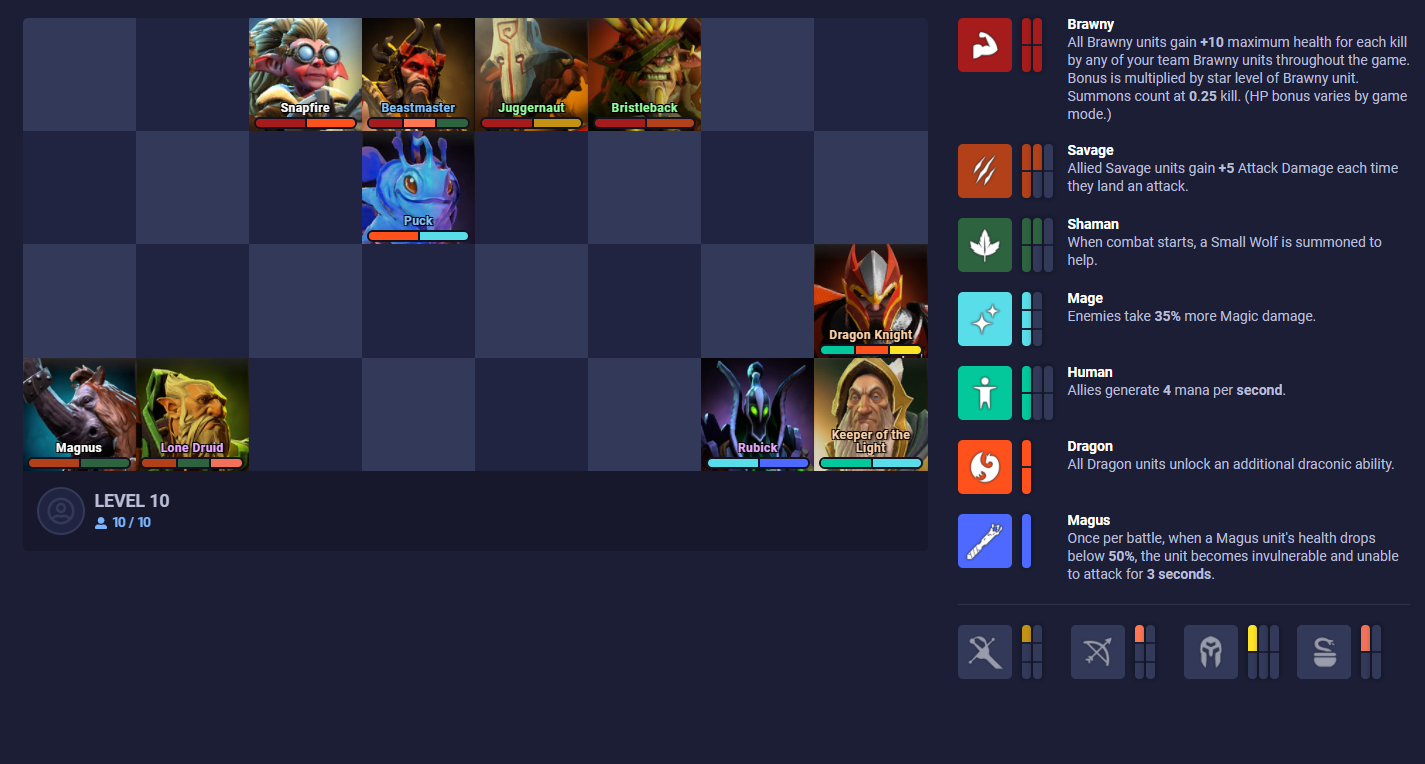 Snapfire
Beastmaster
Juggernaut
Bristleback
Puck
Dragon Knight
Magnus
Lone Druid
Rubick
Keeper of the
Light
LEVEL 10
10 / 10
Brawny
All Brawny units gain +10 maximum health for each kill
by any of your team Brawny units throughout the game.
Bonus is multiplied by star level of Brawny unit.
Summons count at 0.25 kill. (HP bonus varies by game
mode.)
Savage
Allied Savage units gain +5 Attack Damage each time
they land an attack.
Shaman
When combat starts, a Small Wolf is summoned to
help.
Mage
Enemies take 35% more Magic damage.
Human
Allies generate 4 mana per second.
Dragon
All Dragon units unlock an additional draconic ability.
Magus
Once per battle, when a Magus unit's health drops
below 50%, the unit becomes invulnerable and unable
to attack for 3 seconds.